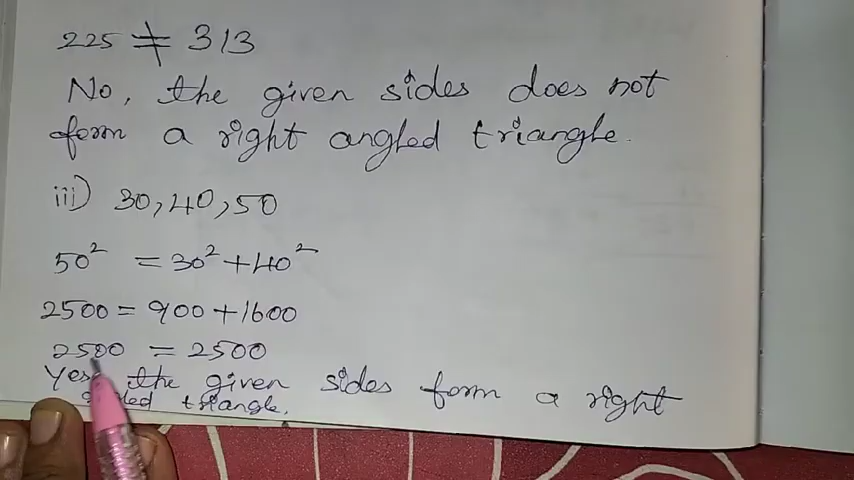 225 ≠ 313
No, the given sides does not
form a right angled triangle.
iii) 30,40,50
50² = 30² + 40²
2500 = 900 + 1600
2500 = 2500
Yes the given sides form a right
triangle.